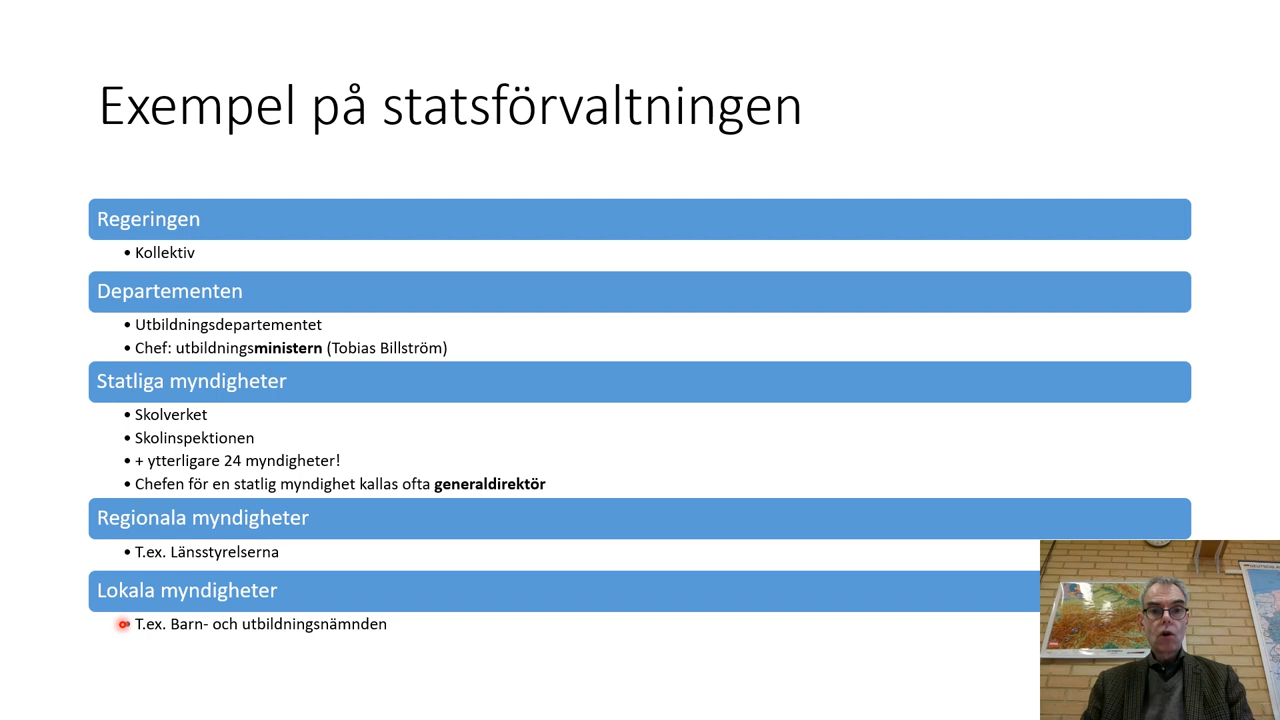 Exempel på statsförvaltningen
Regeringen
• Kollektiv
Departementen
• Utbildningsdepartementet
• Chef: utbildningsministern (Tobias Billström)
Statliga myndigheter
• Skolverket
• Skolinspektionen
• + ytterligare 24 myndigheter!
• Chefen för en statlig myndighet kallas ofta generaldirektör
Regionala myndigheter
• T.ex. Länsstyrelserna
Lokala myndigheter
• T.ex. Barn- och utbildningsnämnden